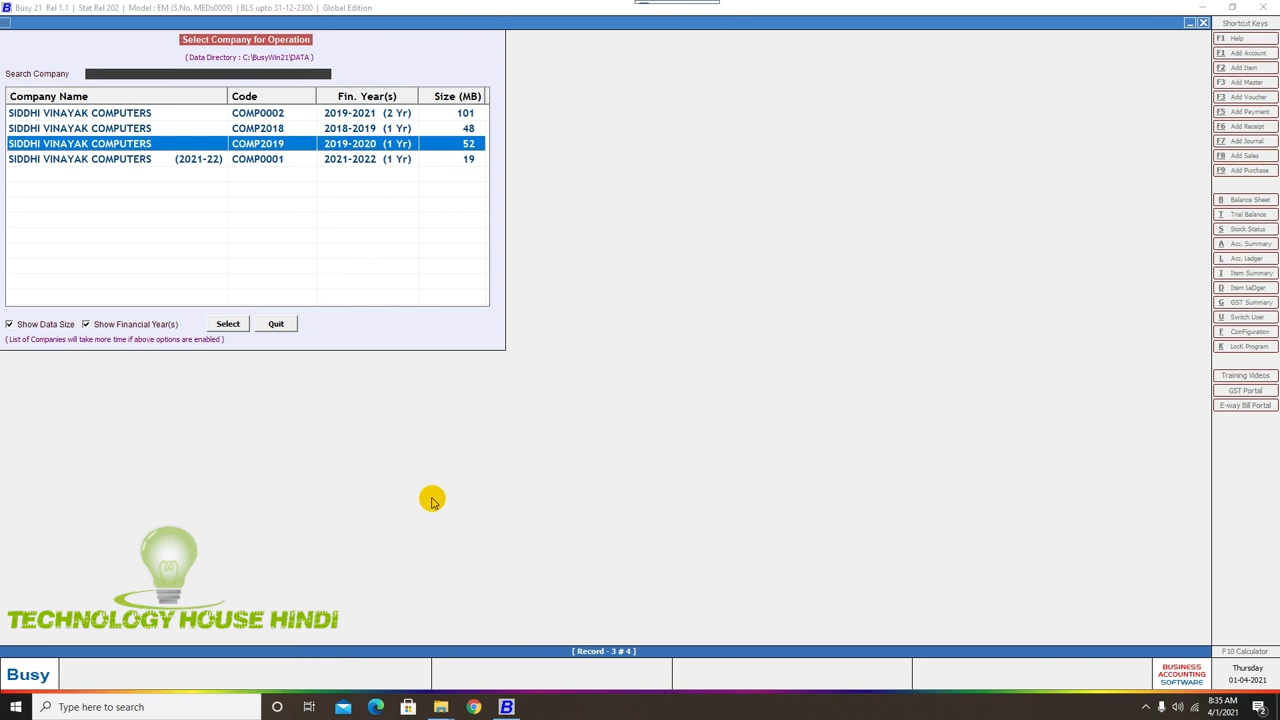 Busy 21 Rel 1.1 | Stat Rel 202 | Model : EM (S.No. MEDs0009) | BLS upto 31-12-2300 | Global Edition
Select Company for Operation
( Data Directory : C:\BusyWin21\DATA )
Search Company
Company Name Code Fin. Year(s) Size (MB)
SIDDHI VINAYAK COMPUTERS COMP0002 2019-2021 (2 Yr) 101
SIDDHI VINAYAK COMPUTERS COMP2018 2018-2019 (1 Yr) 48
SIDDHI VINAYAK COMPUTERS COMP2019 2019-2020 (1 Yr) 52
SIDDHI VINAYAK COMPUTERS (2021-22) COMP0001 2021-2022 (1 Yr) 19
Show Data Size Show Financial Year(s) Select Quit
( List of Companies will take more time if above options are enabled )
Shortcut Keys
F1 Help
F1 Add Account
F2 Add Item
F3 Add Master
F3 Add Voucher
F5 Add Payment
F6 Add Receipt
F7 Add Journal
F8 Add Sales
F9 Add Purchase
B Balance Sheet
T Trial Balance
S Stock Status
A Acc. Summary
L Acc. Ledger
I Item Summary
D Item LeDger
G GST Summary
U Switch User
F ConFiguration
K LocK Program
Training Videos
GST Portal
E-way Bill Portal
TECHNOLOGY HOUSE HINDI
[ Record - 3 # 4 ]
F10 Calculator
Busy
BUSINESS
ACCOUNTING
SOFTWARE
Thursday
01-04-2021
Type here to search
8:35 AM
4/1/2021
2